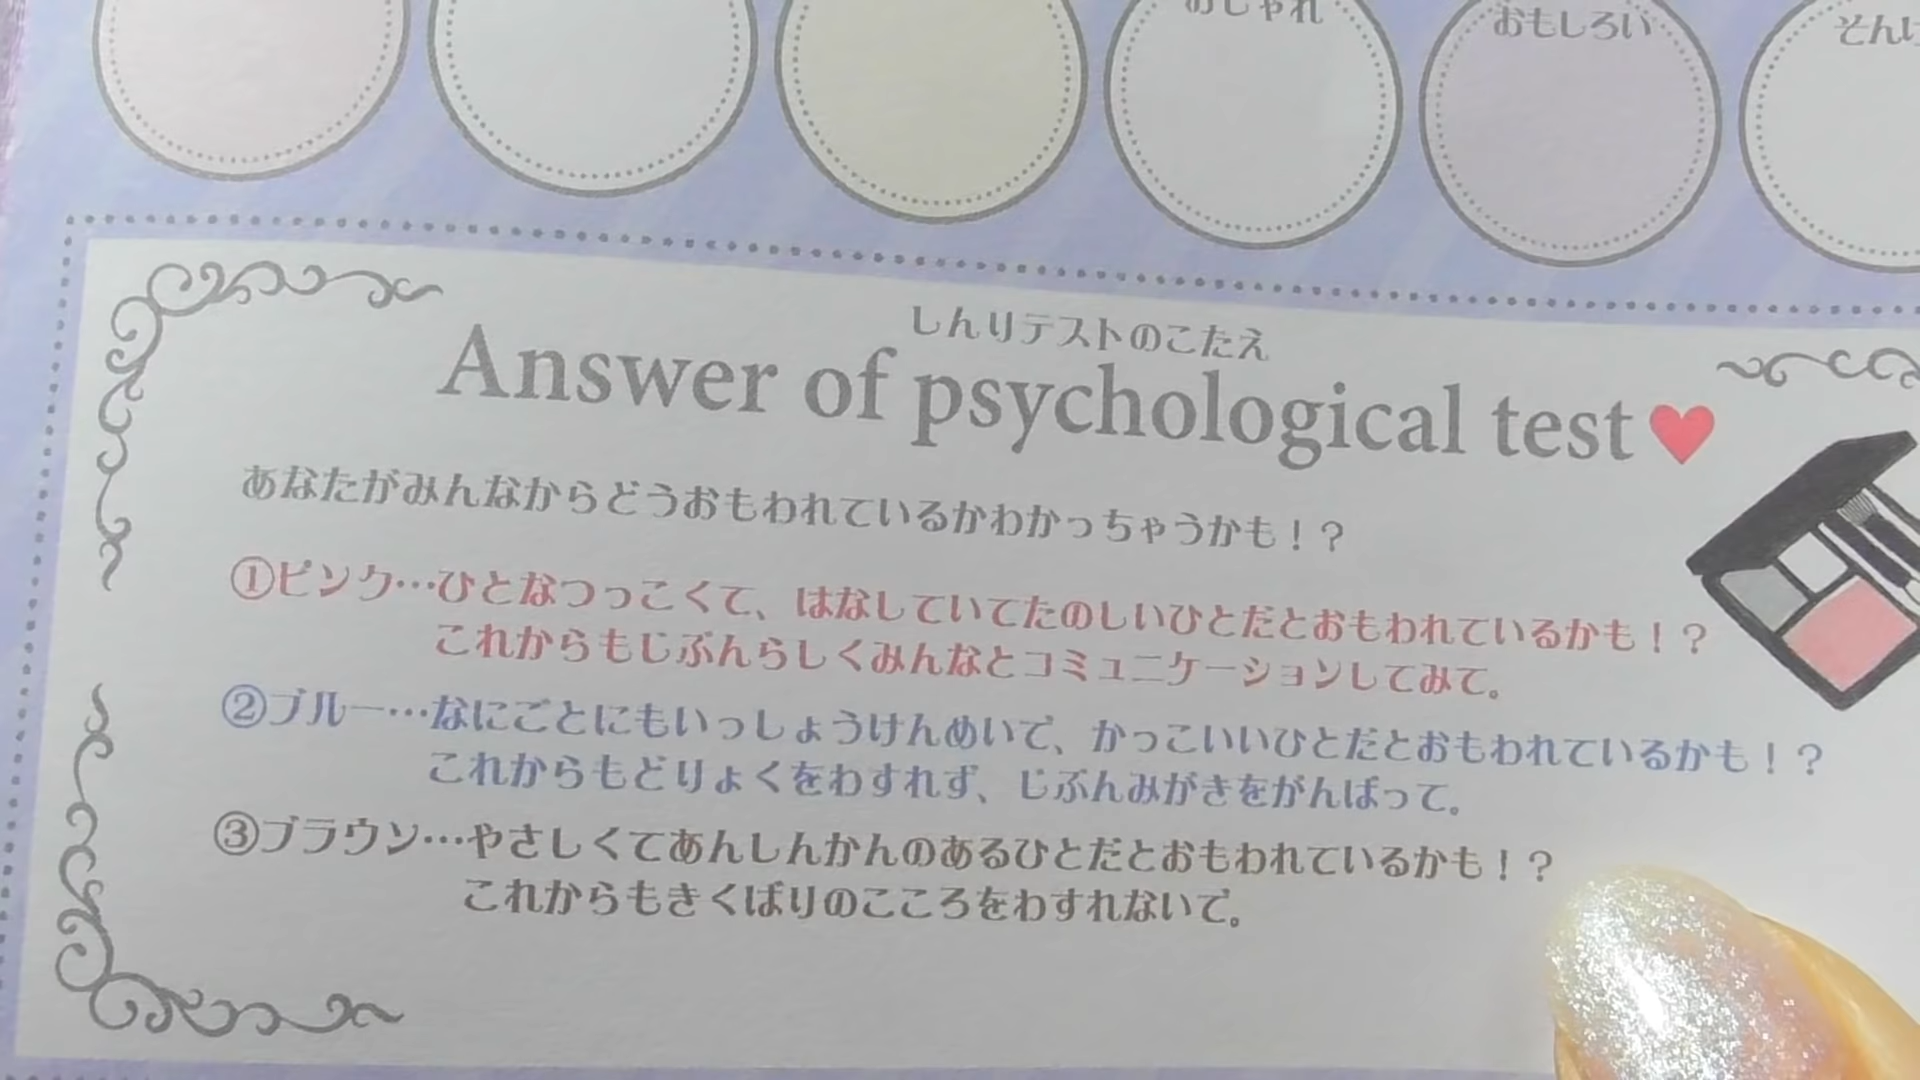 おしゃれ
おもしろい
そんけ
しんりテストのこたえ
Answer of psychological test♥
あなたがみんなからどうおもわれているかわかっちゃうかも！？
①ピンク…ひとなつっこくて、はなしていてたのしいひとだとおもわれているかも！？
これからもじぶんらしくみんなとコミュニケーションしてみて。
②ブルー…なにごとにもいっしょうけんめいで、かっこいいひとだとおもわれているかも！？
これからもどりょくをわすれず、じぶんみがきをがんばって。
③ブラウン…やさしくてあんしんかんのあるひとだとおもわれているかも！？
これからもきくばりのこころをわすれないで。